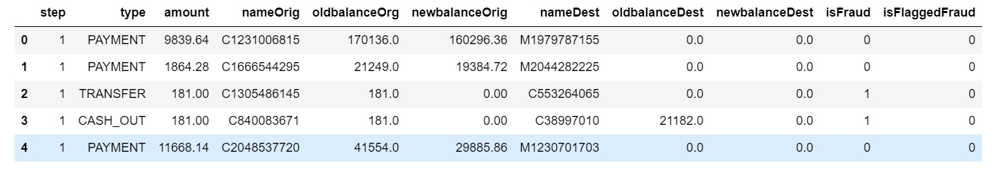 step type amount nameOrig oldbalanceOrg newbalanceOrig nameDest oldbalanceDest newbalanceDest isFraud isFlaggedFraud
0 1 PAYMENT 9839.64 C1231006815 170136.0 160296.36 M1979787155 0.0 0.0 0 0
1 1 PAYMENT 1864.28 C1666544295 21249.0 19384.72 M2044282225 0.0 0.0 0 0
2 1 TRANSFER 181.00 C1305486145 181.0 0.00 C553264065 0.0 0.0 1 0
3 1 CASH_OUT 181.00 C840083671 181.0 0.00 C38997010 21182.0 0.0 1 0
4 1 PAYMENT 11668.14 C2048537720 41554.0 29885.86 M1230701703 0.0 0.0 0 0